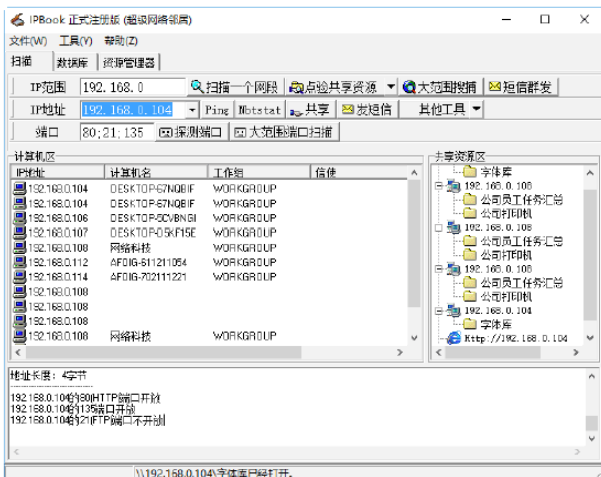 IPBook 正式注册版 (超级网络邻居)
文件(W) 工具(Y) 帮助(Z)
扫描 数据库 资源管理器
IP范围 192.168.0 扫描一个网段 点验共享资源 大范围搜捕 短信群发
IP地址 192.168.0.104 Ping Nbtstat 共享 发短信 其他工具
端口 80;21;135 探测端口 大范围端口扫描
计算机区
IP地址 计算机名 工作组 信使
192.168.0.104 DESKTOP-67NQBIF WORKGROUP
192.168.0.104 DESKTOP-67NQBIF WORKGROUP
192.168.0.106 DESKTOP-5CVBNGI WORKGROUP
192.168.0.107 DESKTOP-D5KF15E WORKGROUP
192.168.0.108 网络科技 WORKGROUP
192.168.0.112 AFDIG-611211054 WORKGROUP
192.168.0.114 AFDIG-702111221 WORKGROUP
192.168.0.108
192.168.0.108
192.168.0.108
192.168.0.108 网络科技 WORKGROUP
共享资源区
字体库
192.168.0.108
公司员工任务汇总
公司打印机
192.168.0.108
公司员工任务汇总
公司打印机
192.168.0.108
公司员工任务汇总
公司打印机
192.168.0.104
字体库
Http://192.168.0.104
地址长度: 4字节
192.168.0.104的80(HTTP)端口开放
192.168.0.104的135端口开放
192.168.0.104的21(FTP)端口不开放!
\\192.168.0.104\字体库已经打开。